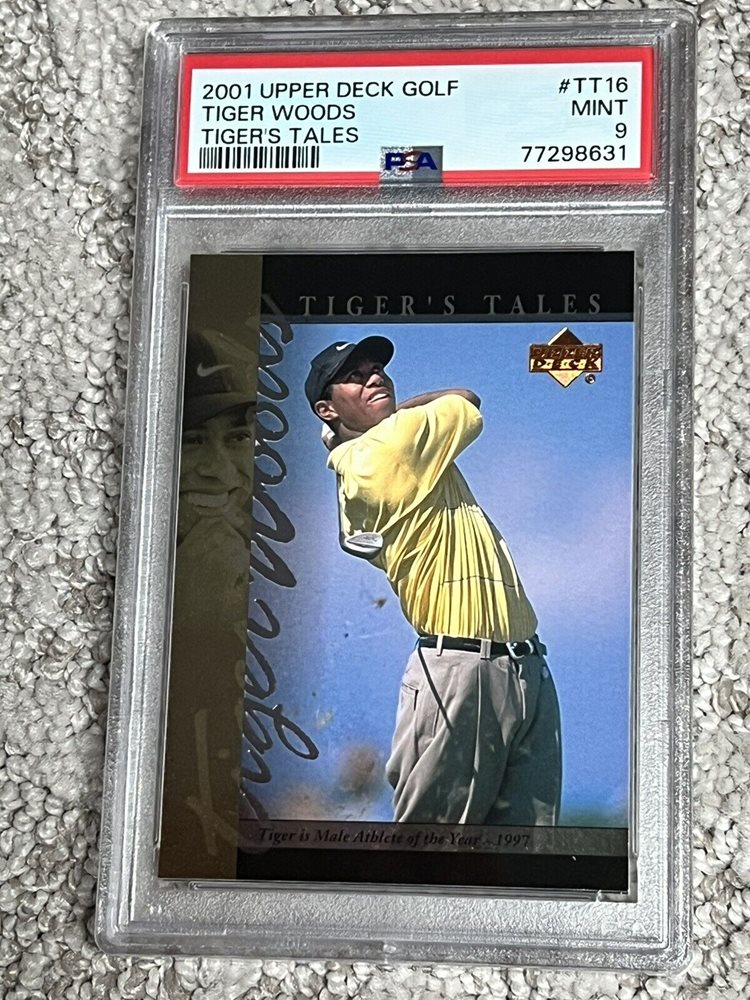 2001 UPPER DECK GOLF #TT16
TIGER WOODS MINT
TIGER'S TALES 9
PSA 77298631
TIGER'S TALES
UPPER DECK
Tiger Woods
Tiger is Male Athlete of the Year - 1997